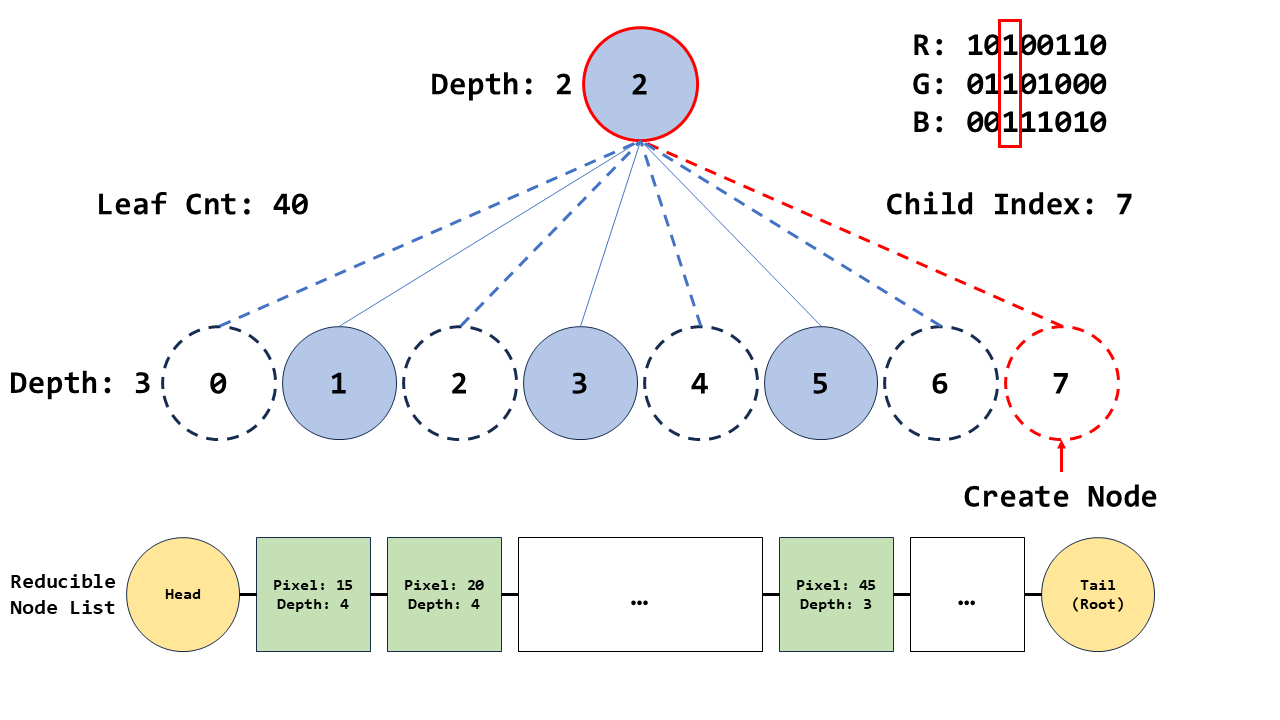 Depth: 2
2
R: 10100110
G: 01101000
B: 00111010
Leaf Cnt: 40
Child Index: 7
Depth: 3
0
1
2
3
4
5
6
7
Create Node
Reducible
Node List
Head
Pixel: 15
Depth: 4
Pixel: 20
Depth: 4
…
Pixel: 45
Depth: 3
…
Tail
(Root)